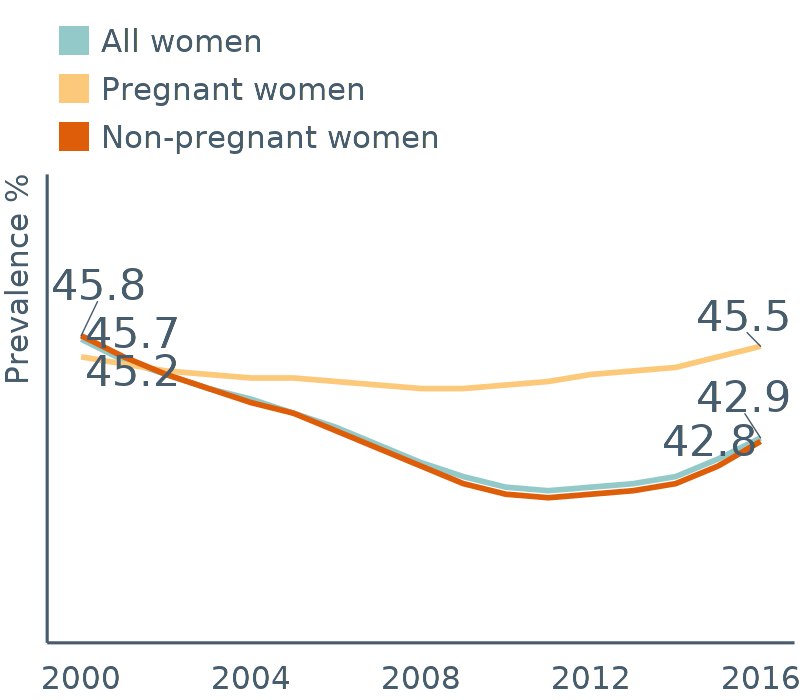 All women
Pregnant women
Non-pregnant women
Prevalence %
45.8
45.7
45.2
45.5
42.9
42.8
2000 2004 2008 2012 2016